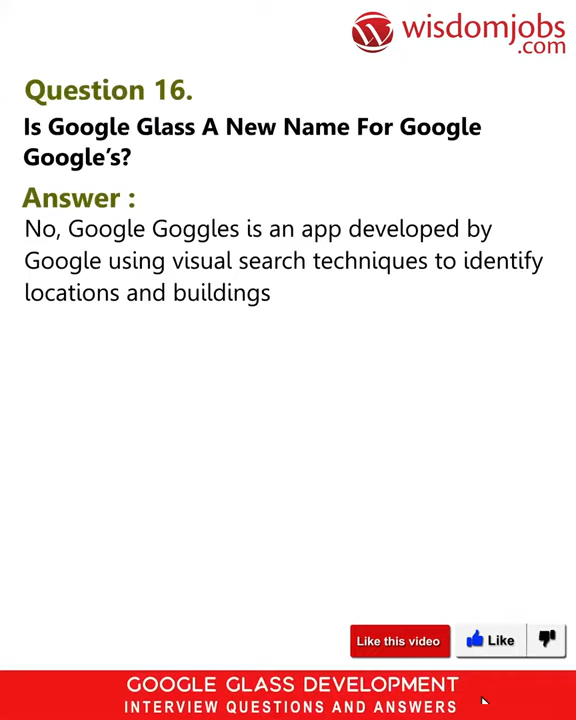 wisdomjobs
.com
Question 16.
Is Google Glass A New Name For Google
Google's?
Answer :
No, Google Goggles is an app developed by
Google using visual search techniques to identify
locations and buildings
Like this video
Like
GOOGLE GLASS DEVELOPMENT
INTERVIEW QUESTIONS AND ANSWERS